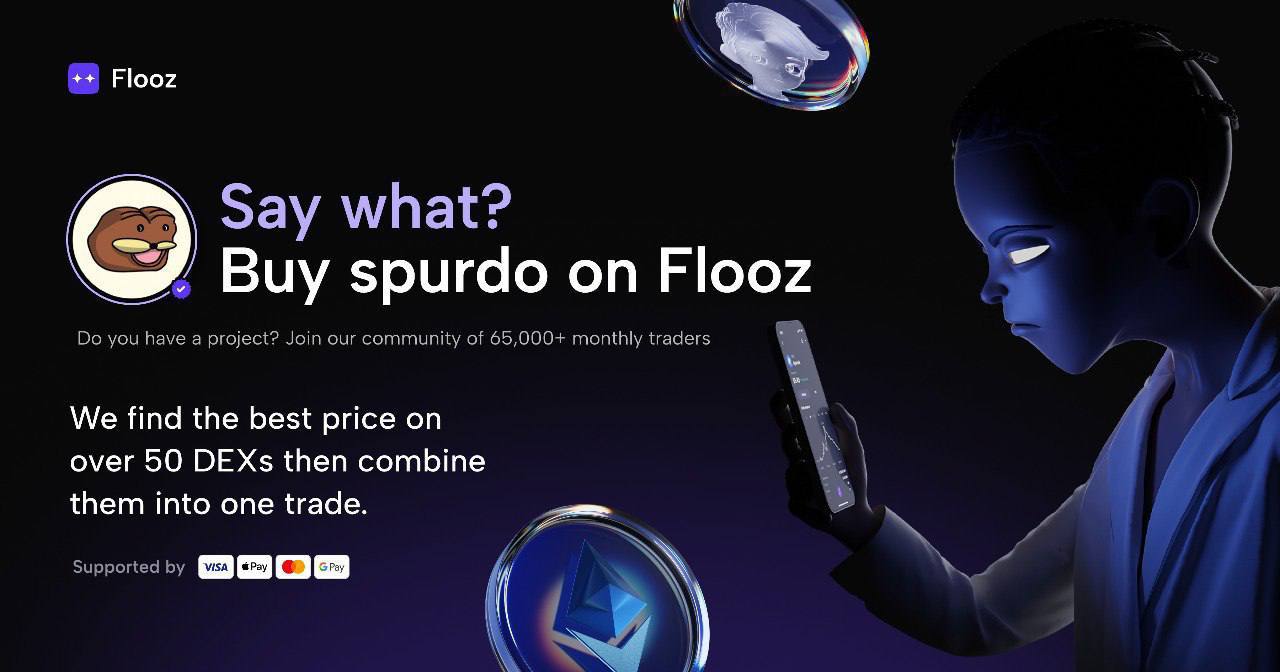 Flooz
Say what?
Buy spurdo on Flooz
Do you have a project? Join our community of 65,000+ monthly traders
We find the best price on
over 50 DEXs then combine
them into one trade.
Supported by VISA Pay G Pay